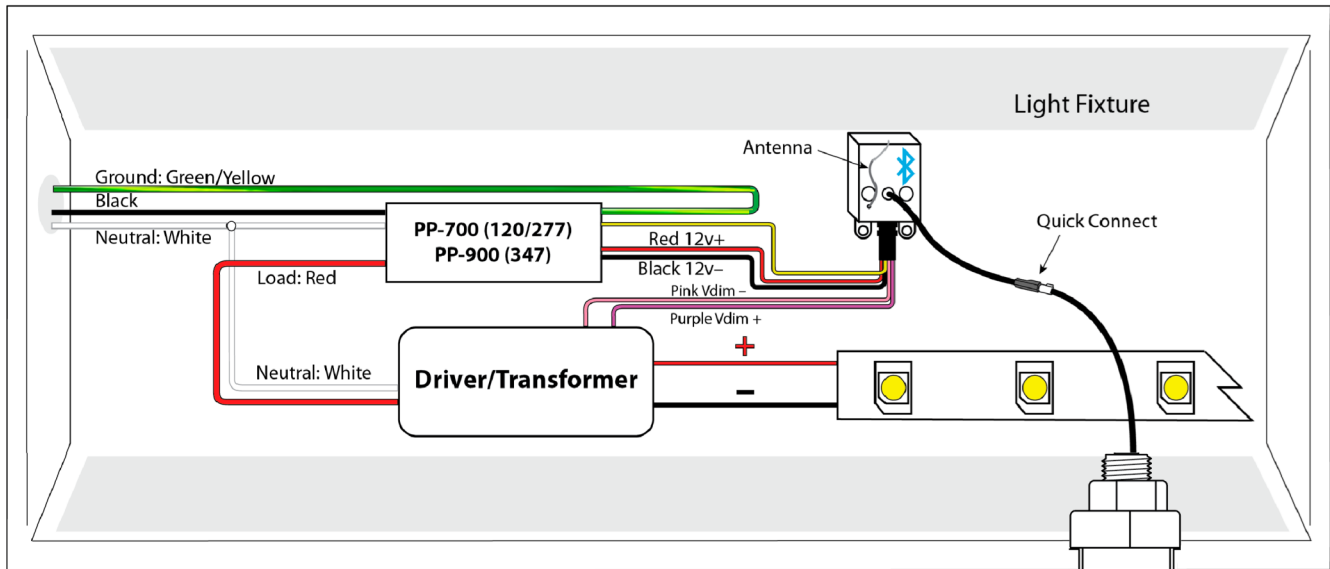 Light Fixture
Antenna
Ground: Green/Yellow
Black
Neutral: White
PP-700 (120/277)
PP-900 (347)
Quick Connect
Red 12v+
Black 12v–
Load: Red
Pink Vdim –
Purple Vdim +
+
Neutral: White
Driver/Transformer
–